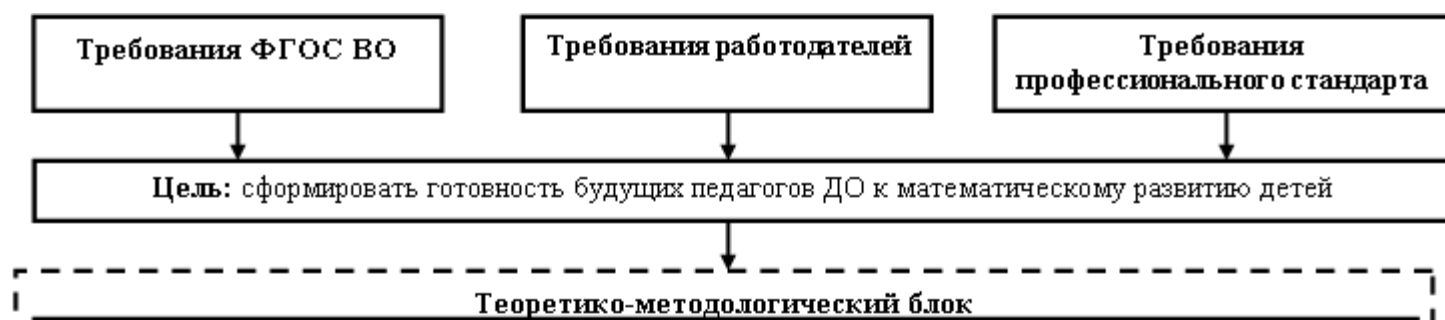 Требования ФГОС ВО
Требования работодателей
Требования
профессионального стандарта
Цель: сформировать готовность будущих педагогов ДО к математическому развитию детей
Теоретико-методологический блок